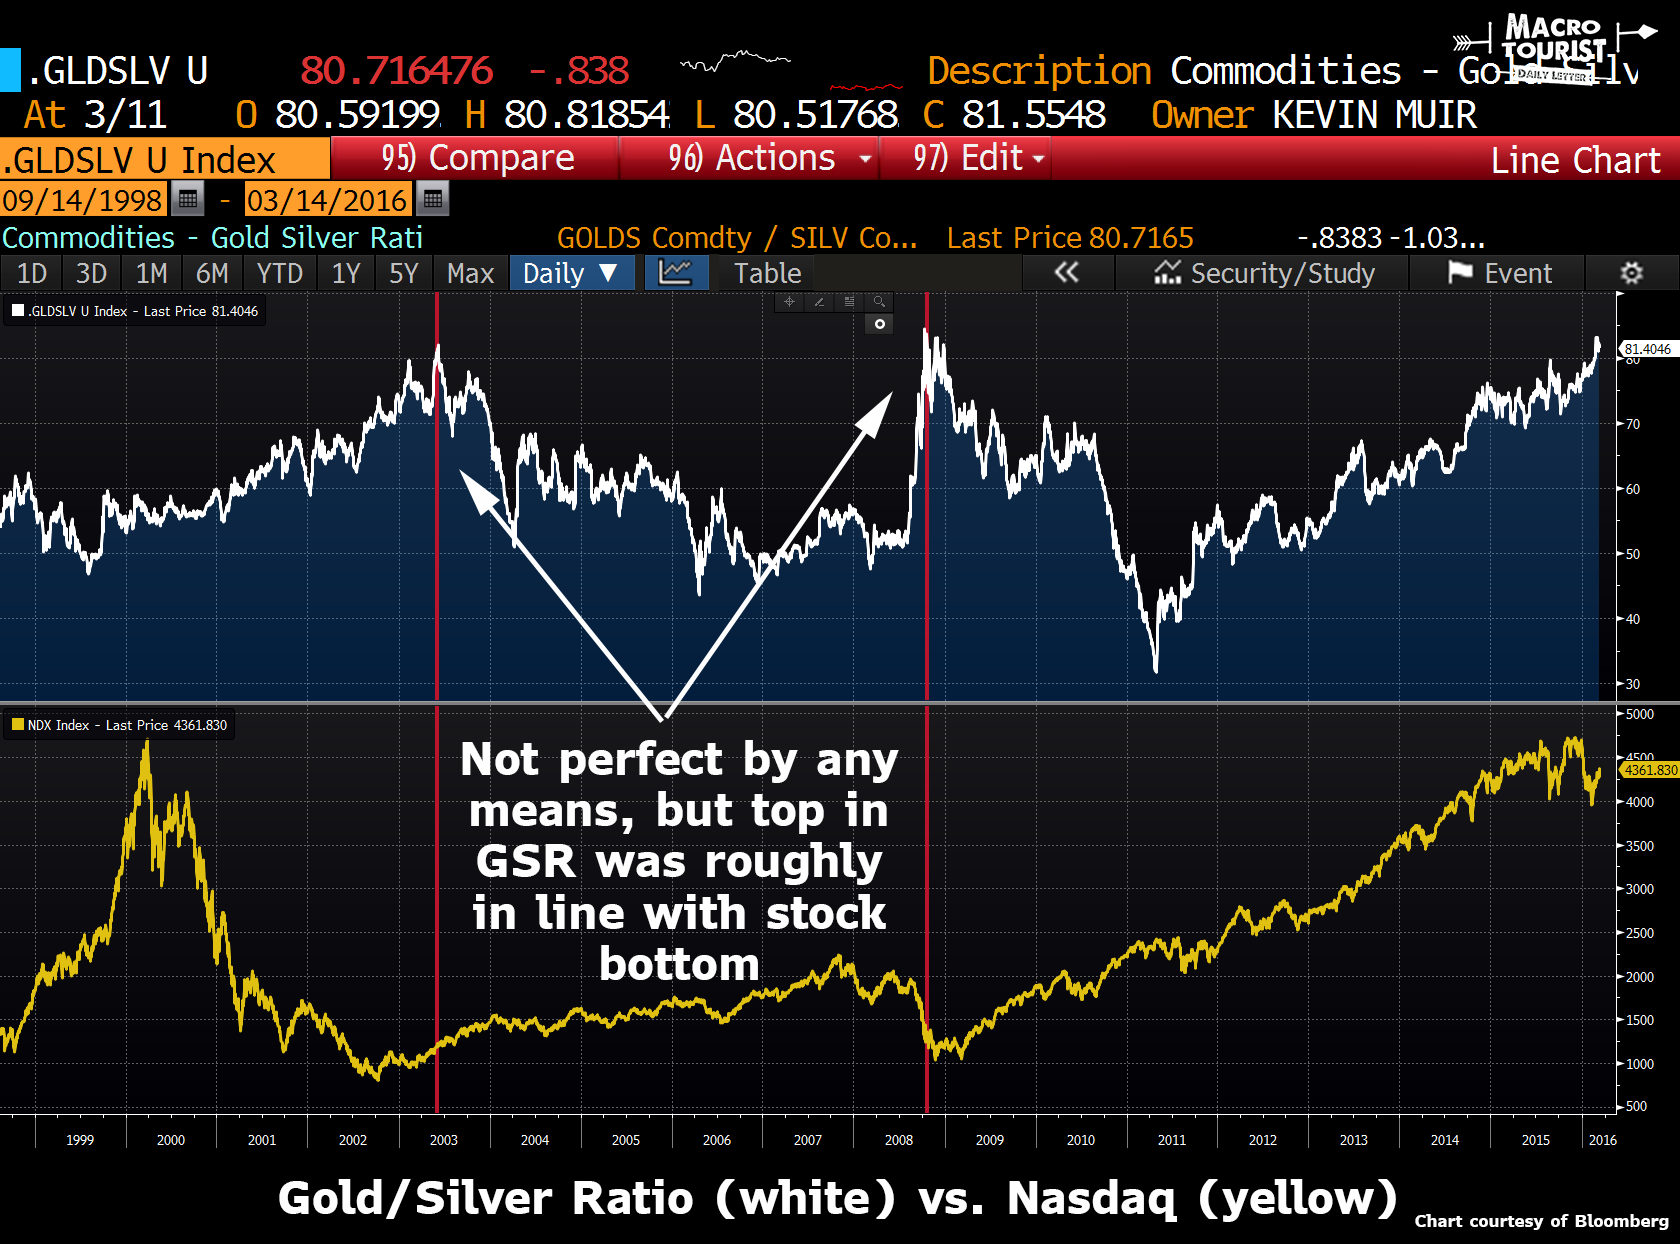 MACRO
TOURIST
DAILY LETTER
.GLDSLV U 80.716476 -.838 Description Commodities - Gold Silv
At 3/11 O 80.59199 H 80.81854 L 80.51768 C 81.5548 Owner KEVIN MUIR
.GLDSLV U Index 95) Compare 96) Actions 97) Edit Line Chart
09/14/1998 - 03/14/2016
Commodities - Gold Silver Rati GOLDS Comdty / SILV Co... Last Price 80.7165 -.8383 -1.03...
1D 3D 1M 6M YTD 1Y 5Y Max Daily ▼ Table « Security/Study Event
.GLDSLV U Index - Last Price 81.4046
81.4046
80
70
60
50
40
30
NDX Index - Last Price 4361.830
5000
4500
4361.830
4000
3500
3000
2500
2000
1500
1000
500
Not perfect by any
means, but top in
GSR was roughly
in line with stock
bottom
1999 2000 2001 2002 2003 2004 2005 2006 2007 2008 2009 2010 2011 2012 2013 2014 2015 2016
Gold/Silver Ratio (white) vs. Nasdaq (yellow)
Chart courtesy of Bloomberg